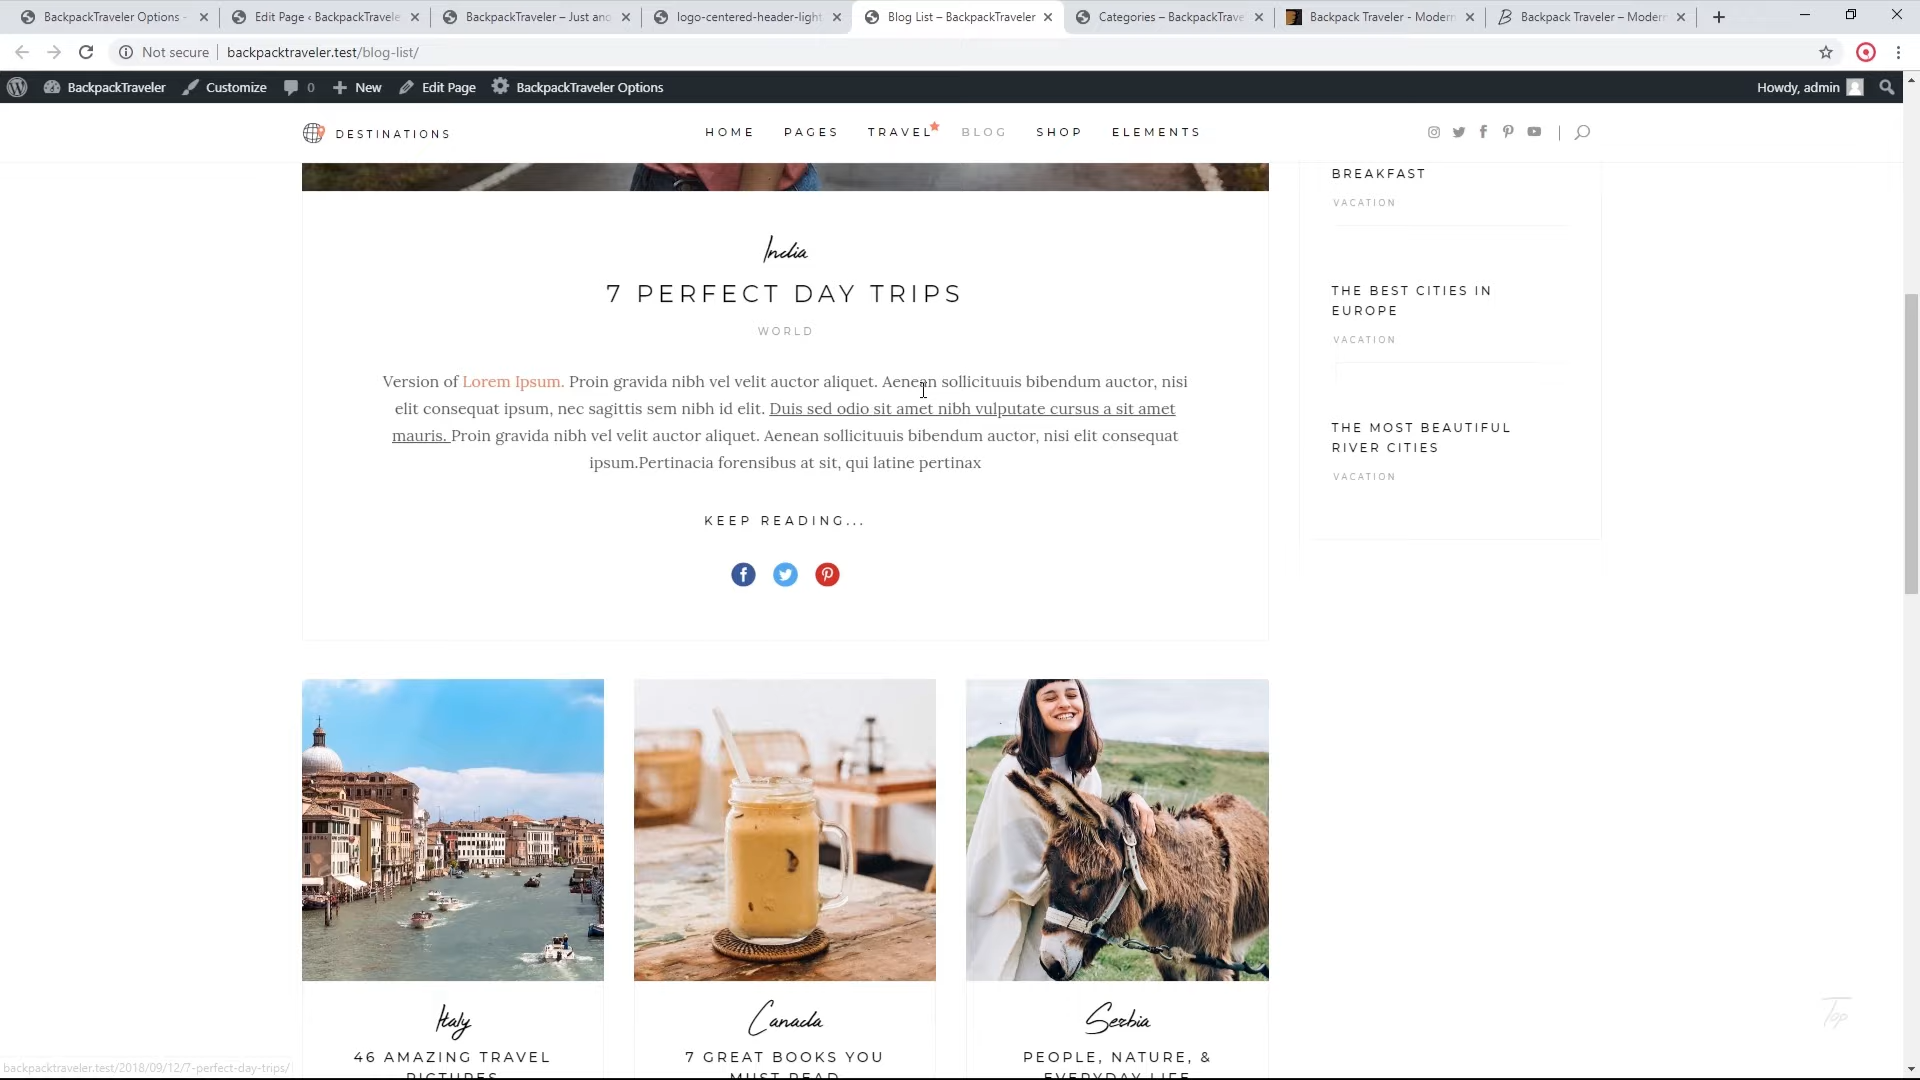 BackpackTraveler Options -
Edit Page ‹ BackpackTravele
BackpackTraveler – Just ano
logo-centered-header-light
Blog List – BackpackTraveler
Categories – BackpackTrave
Backpack Traveler - Modern
Backpack Traveler – Modern
Not secure
backpacktraveler.test/blog-list/
BackpackTraveler
Customize
0
New
Edit Page
BackpackTraveler Options
Howdy, admin
DESTINATIONS
HOME
PAGES
TRAVEL
BLOG
SHOP
ELEMENTS
BREAKFAST
VACATION
India
7 PERFECT DAY TRIPS
WORLD
Version of Lorem Ipsum. Proin gravida nibh vel velit auctor aliquet. Aenean sollicituuis bibendum auctor, nisi
elit consequat ipsum, nec sagittis sem nibh id elit. Duis sed odio sit amet nibh vulputate cursus a sit amet
mauris. Proin gravida nibh vel velit auctor aliquet. Aenean sollicituuis bibendum auctor, nisi elit consequat
ipsum.Pertinacia forensibus at sit, qui latine pertinax
KEEP READING...
THE BEST CITIES IN
EUROPE
VACATION
THE MOST BEAUTIFUL
RIVER CITIES
VACATION
Italy
46 AMAZING TRAVEL
PICTURES
Canada
7 GREAT BOOKS YOU
MUST READ
Serbia
PEOPLE, NATURE, &
EVERYDAY LIFE
Top
backpacktraveler.test/2018/09/12/7-perfect-day-trips/